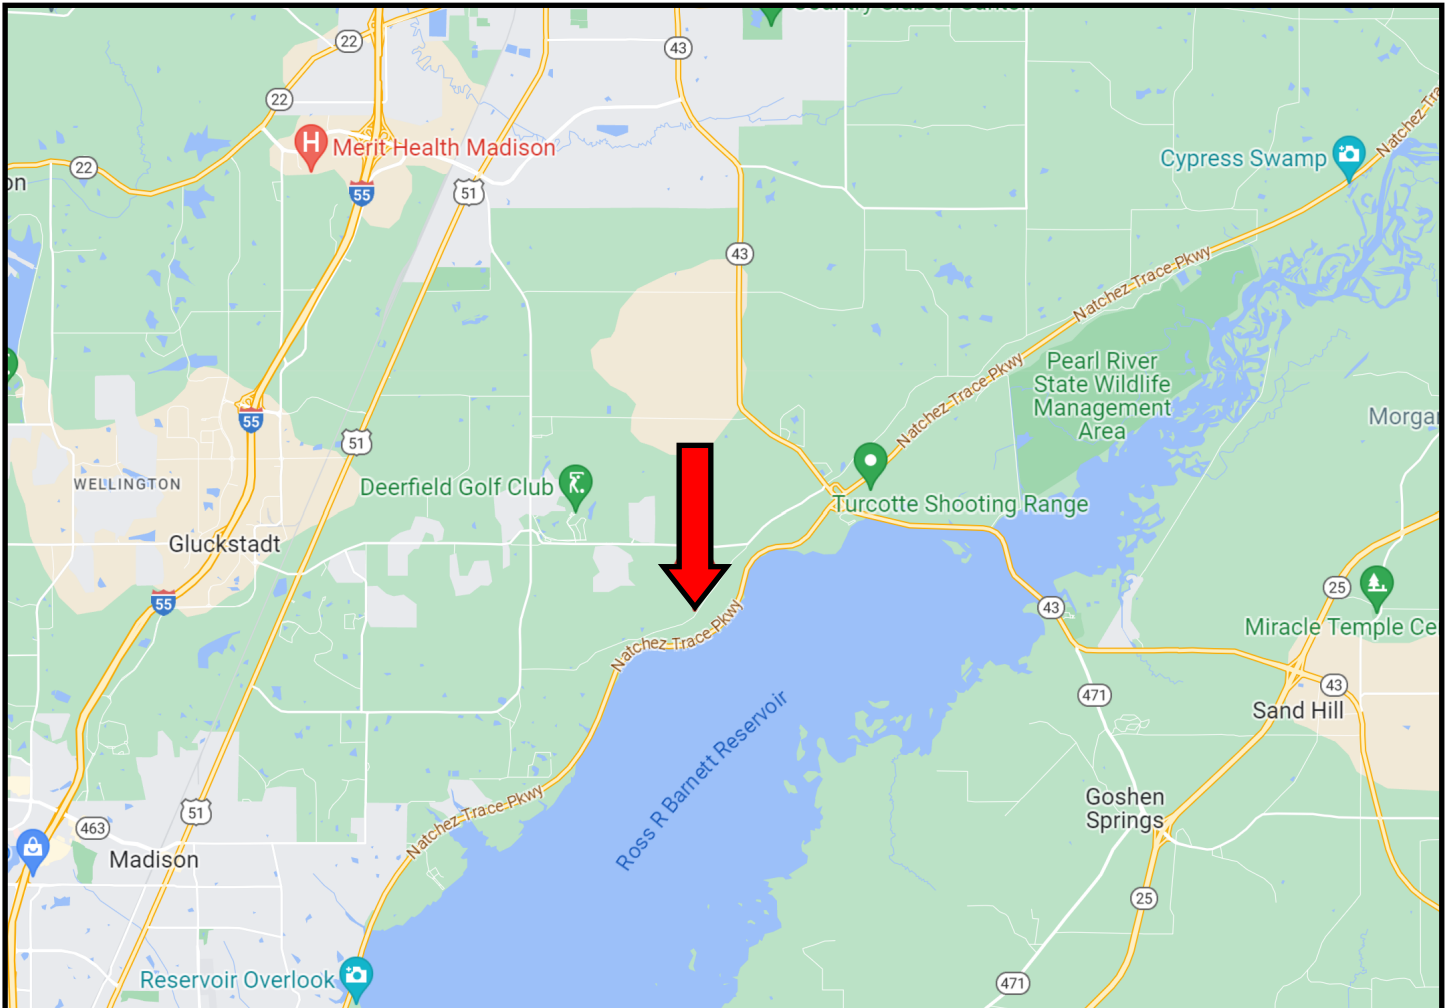 22
43
22
Merit Health Madison
22
55
51
Cypress Swamp
Natchez Tra
on
43
Natchez Trace Pkwy
Pearl River
State Wildlife
Management
Area
Natchez Trace Pkwy
55
51
Morgan
WELLINGTON
Deerfield Golf Club
Turcotte Shooting Range
Gluckstadt
55
43
25
Miracle Temple Ce
Natchez Trace Pkwy
471
43
Sand Hill
Ross R Barnett Reservoir
Natchez Trace Pkwy
Goshen
Springs
51
463
Madison
25
Reservoir Overlook
471